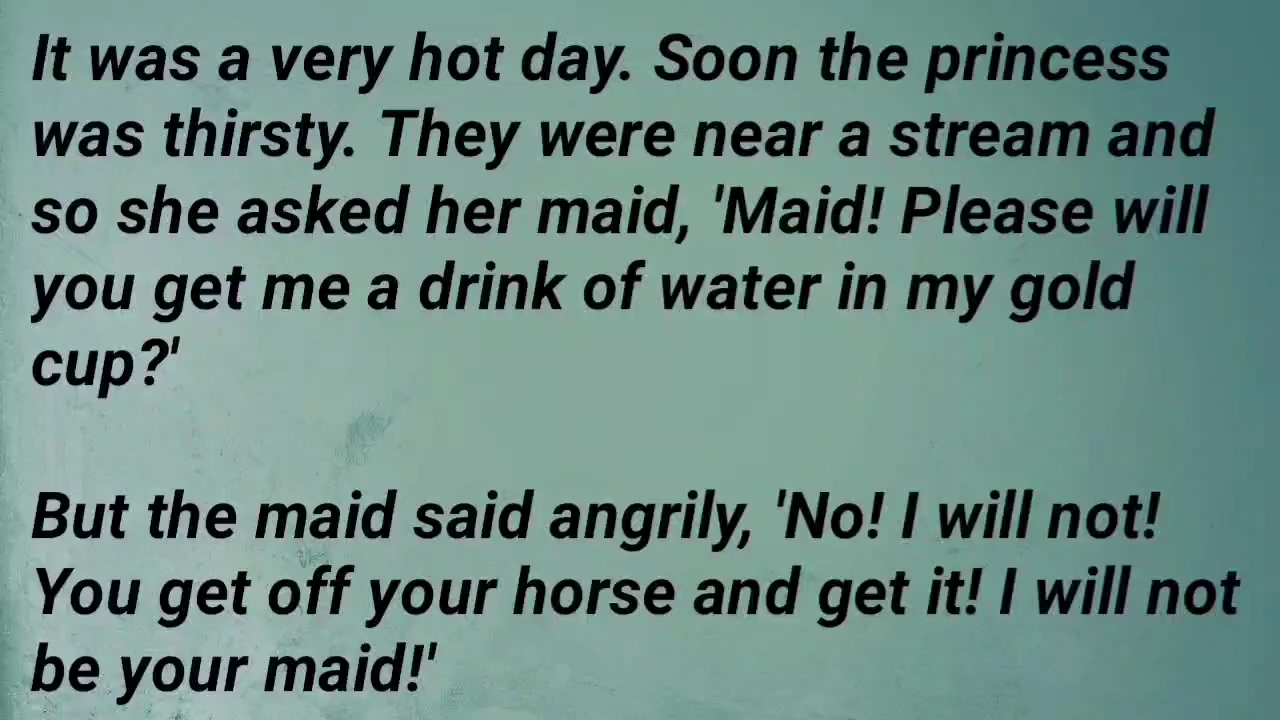 It was a very hot day. Soon the princess
was thirsty. They were near a stream and
so she asked her maid, 'Maid! Please will
you get me a drink of water in my gold
cup?'
But the maid said angrily, 'No! I will not!
You get off your horse and get it! I will not
be your maid!'